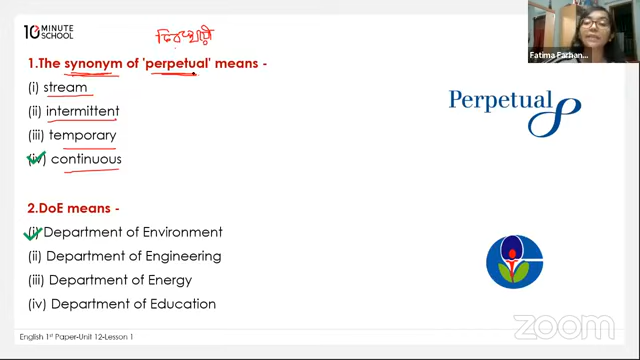 10 MINUTE SCHOOL
চিরস্থায়ী
Fatima Farhan...
1.The synonym of 'perpetual' means -
(i) stream
(ii) intermittent
(iii) temporary
(iv) continuous
Perpetual
2.DoE means -
(i) Department of Environment
(ii) Department of Engineering
(iii) Department of Energy
(iv) Department of Education
zoom
English 1st Paper-Unit 12-Lesson 1